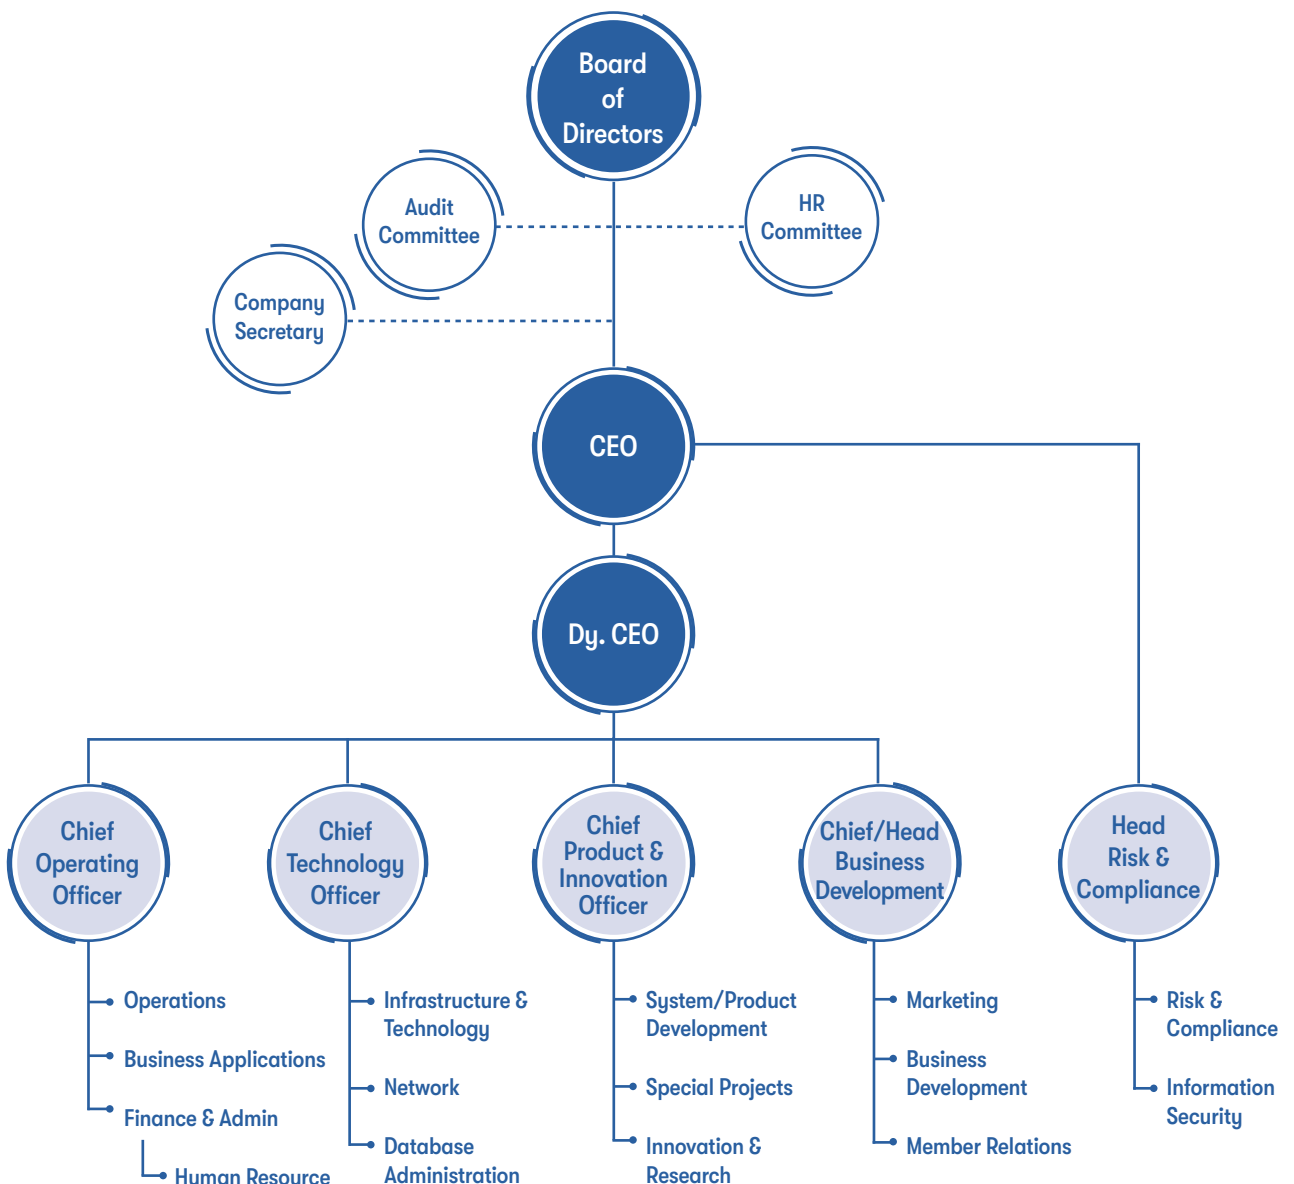 Board
of
Directors
Audit
Committee
HR
Committee
Company
Secretary
CEO
Dy. CEO
Chief
Operating
Officer
Chief
Technology
Officer
Chief
Product &
Innovation
Officer
Chief/Head
Business
Development
Head
Risk &
Compliance
Operations
Business Applications
Finance & Admin
Human Resource
Infrastructure &
Technology
Network
Database
Administration
System/Product
Development
Special Projects
Innovation &
Research
Marketing
Business
Development
Member Relations
Risk &
Compliance
Information
Security